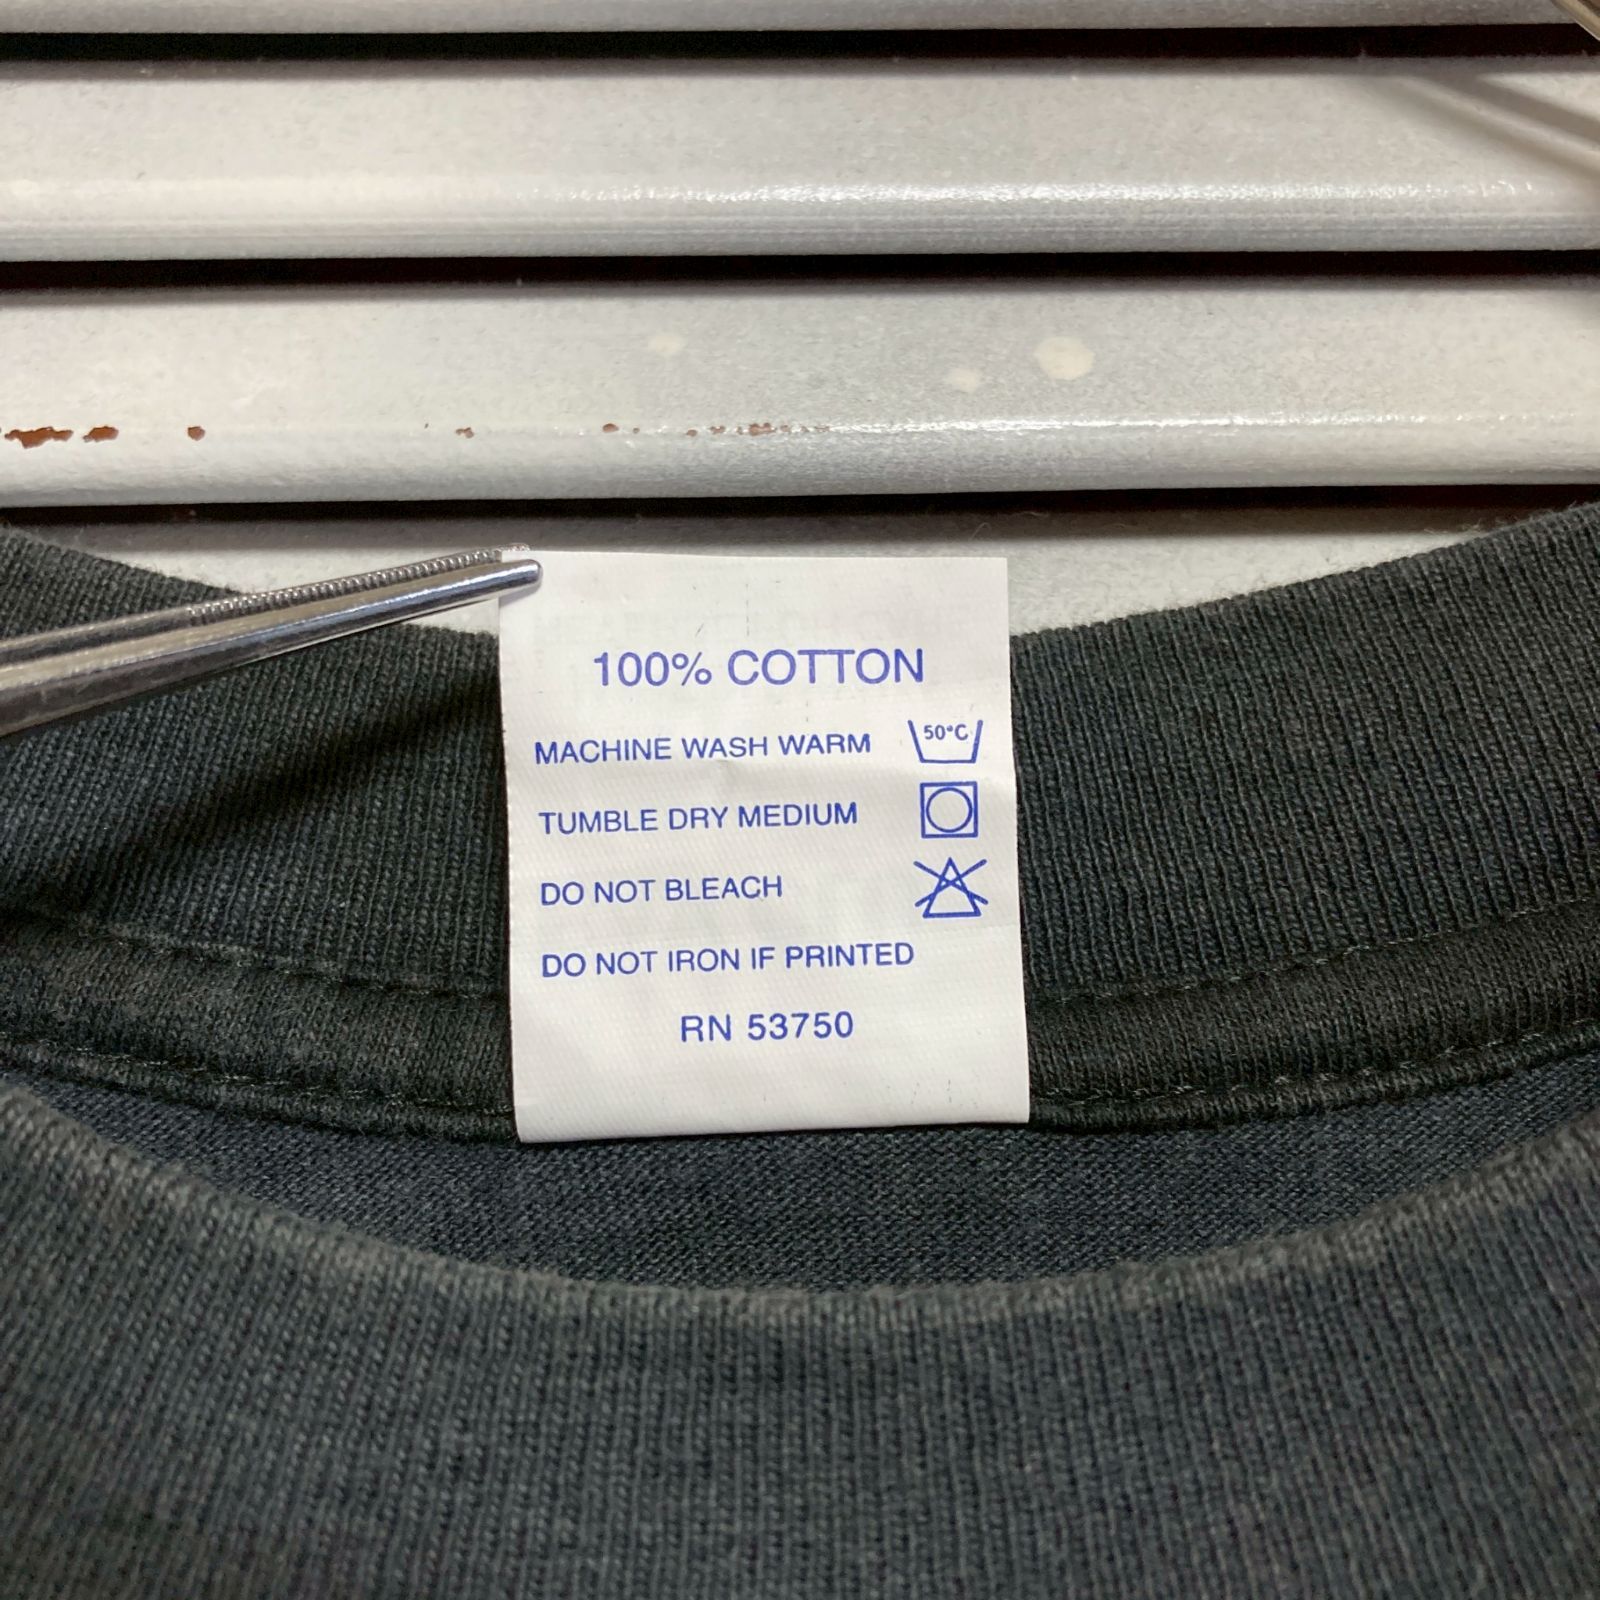 100% COTTON
MACHINE WASH WARM 50°C
TUMBLE DRY MEDIUM
DO NOT BLEACH
DO NOT IRON IF PRINTED
RN 53750